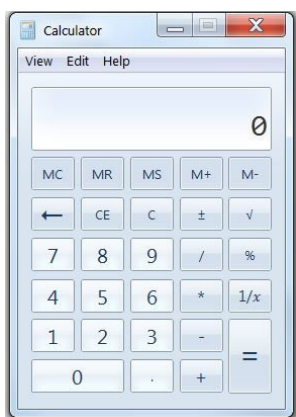 Calculator
View Edit Help
0
MC MR MS M+ M-
← CE C ± √
7 8 9 / %
4 5 6 * 1/x
1 2 3 - =
0 . +